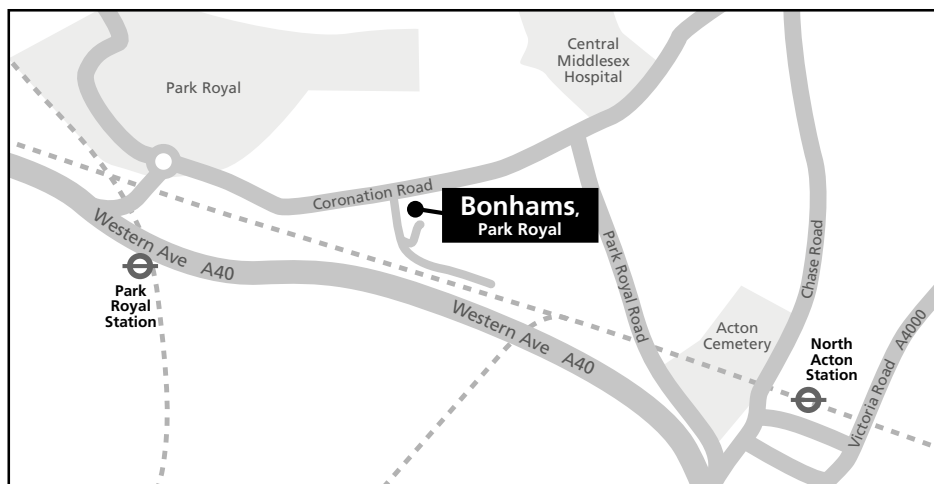 Central
Middlesex
Hospital
Park Royal
Coronation Road
Bonhams,
Park Royal
Western Ave A40
Park
Royal
Station
Park Royal Road
Chase Road
Western Ave A40
Acton
Cemetery
North
Acton
Station
Victoria Road A4000